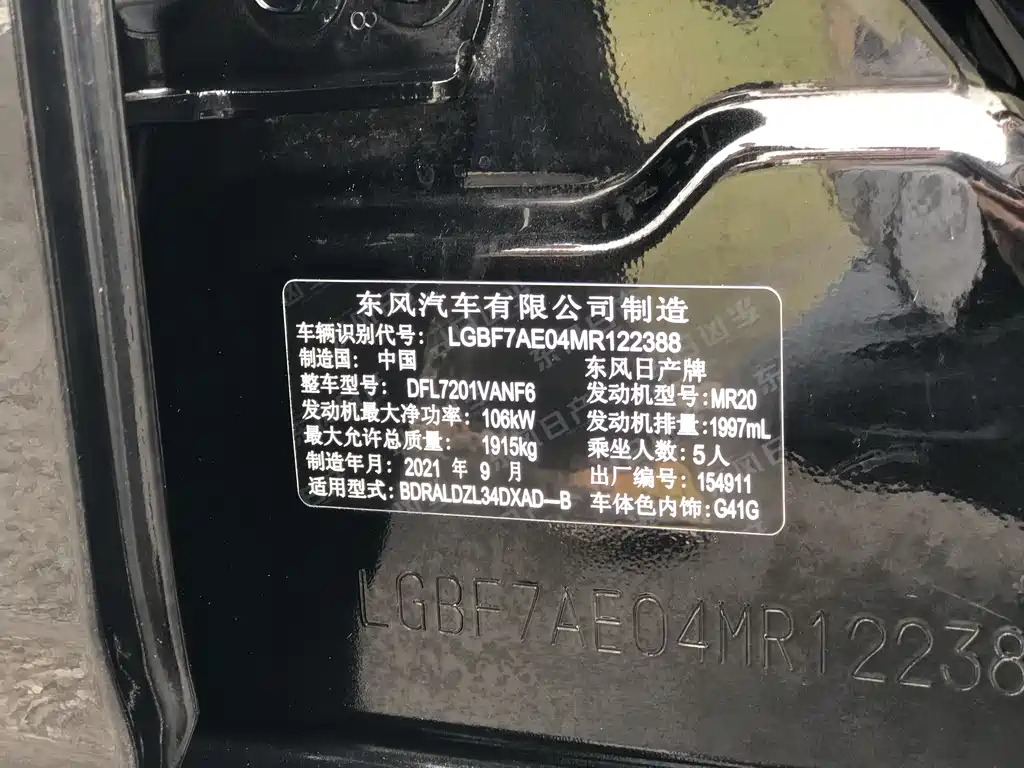 8
东风汽车有限公司制造
车辆识别代号: LGBF7AE04MR122388
制造国: 中国 东风日产牌
整车型号: DFL7201VANF6 发动机型号:MR20
发动机最大净功率: 106kW 发动机排量:1997mL
最大允许总质量: 1915kg 乘坐人数:5人
制造年月: 2021 年 9 月 出厂编号: 154911
适用型式: BDRALDZL34DXAD—B 车体色内饰:G41G
LGBF7AE04MR12238